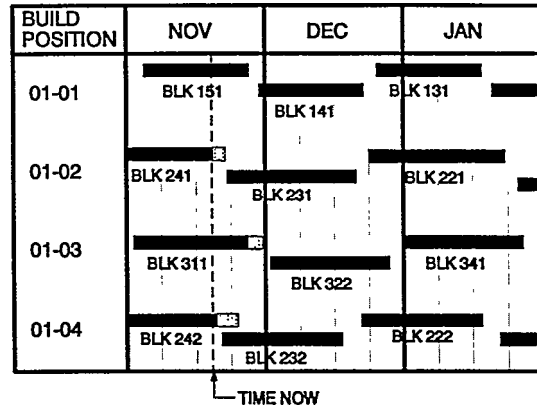 BUILD
POSITION
NOV
DEC
JAN
01-01
BLK 151
BLK 141
BLK 131
01-02
BLK 241
BLK 231
BLK 221
01-03
BLK 311
BLK 322
BLK 341
01-04
BLK 242
BLK 232
BLK 222
TIME NOW